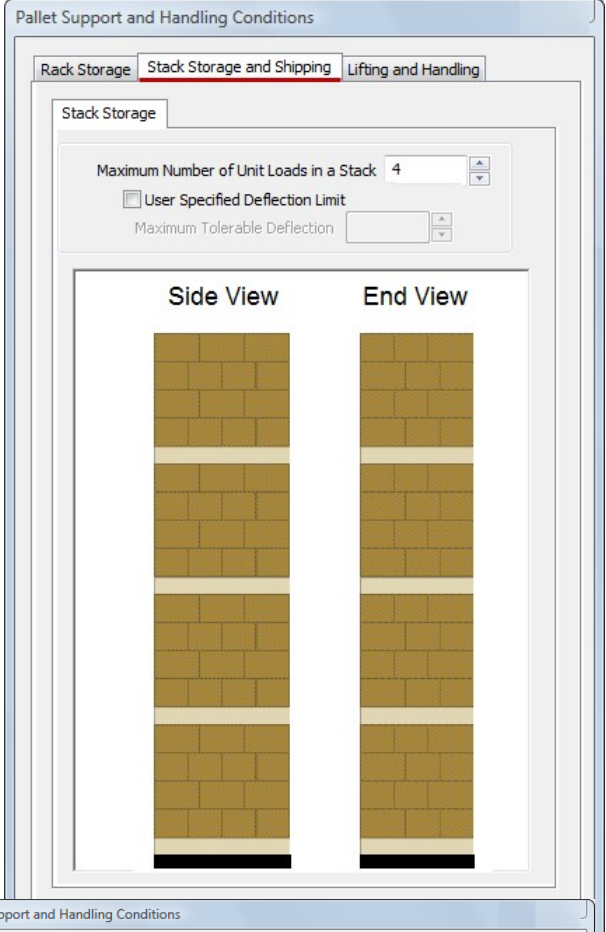 Pallet Support and Handling Conditions
Rack Storage Stack Storage and Shipping Lifting and Handling
Stack Storage
Maximum Number of Unit Loads in a Stack 4
User Specified Deflection Limit
Maximum Tolerable Deflection
Side View End View
pport and Handling Conditions